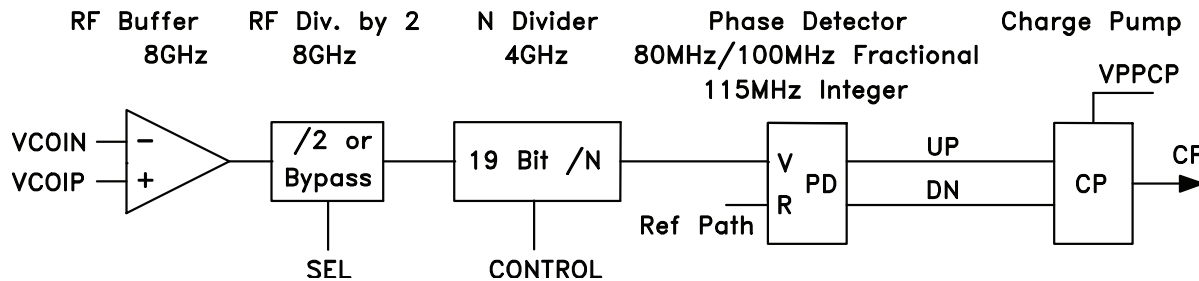 RF Buffer
8GHz
RF Div. by 2
8GHz
N Divider
4GHz
Phase Detector
80MHz/100MHz Fractional
115MHz Integer
Charge Pump
VPPCP
VCOIN
VCOIP
−
+
/2 or
Bypass
SEL
19 Bit /N
CONTROL
V
R
PD
Ref Path
UP
DN
CP
CP